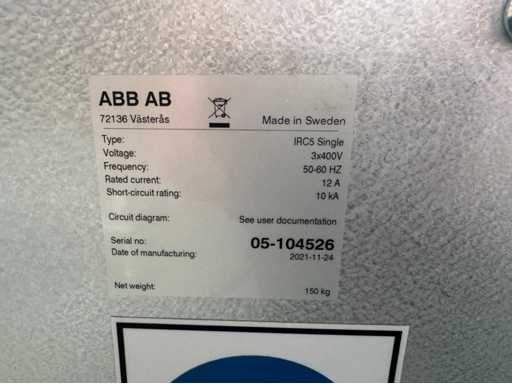 ABB AB
72136 Västerås
Made in Sweden
Type: IRC5 Single
Voltage: 3x400V
Frequency: 50-60 HZ
Rated current: 12 A
Short-circuit rating: 10 kA
Circuit diagram: See user documentation
Serial no: 05-104526
Date of manufacturing: 2021-11-24
Net weight: 150 kg